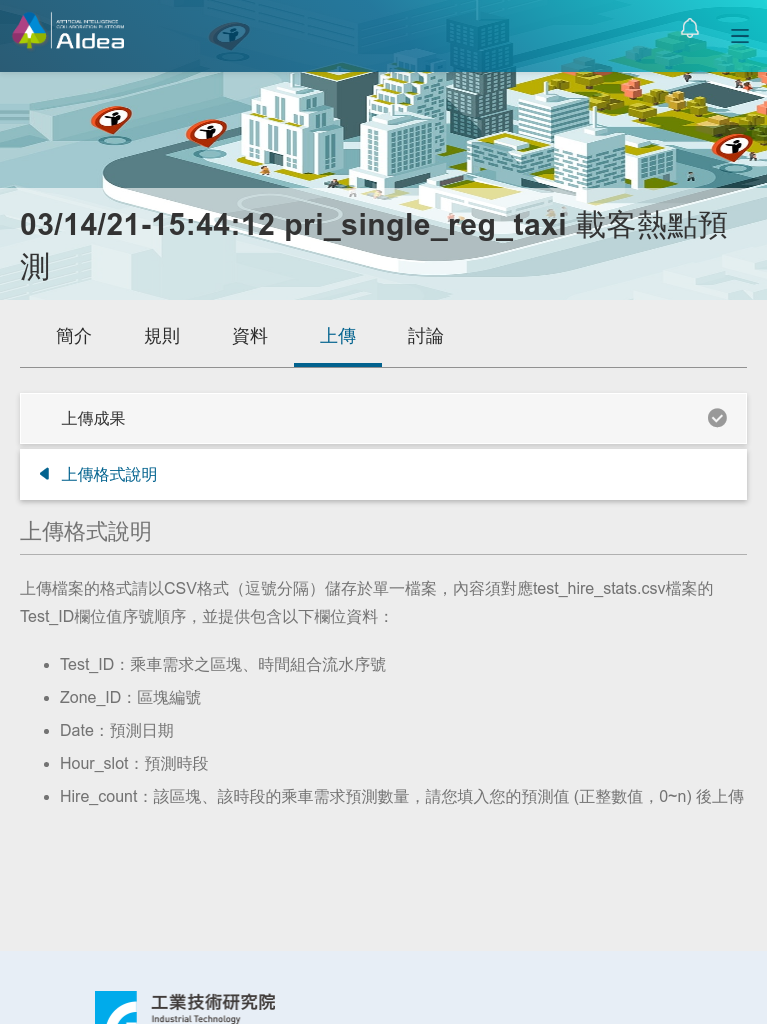 ARTIFICIAL INTELLIGENCE
COLLABORATION PLATFORM
AIdea
03/14/21-15:44:12 pri_single_reg_taxi 載客熱點預
測
簡介 規則 資料 上傳 討論
上傳成果
上傳格式說明
上傳格式說明
上傳檔案的格式請以CSV格式（逗號分隔）儲存於單一檔案，內容須對應test_hire_stats.csv檔案的
Test_ID欄位值序號順序，並提供包含以下欄位資料：
Test_ID：乘車需求之區塊、時間組合流水序號
Zone_ID：區塊編號
Date：預測日期
Hour_slot：預測時段
Hire_count：該區塊、該時段的乘車需求預測數量，請您填入您的預測值 (正整數值，0~n) 後上傳
工業技術研究院
Industrial Technology